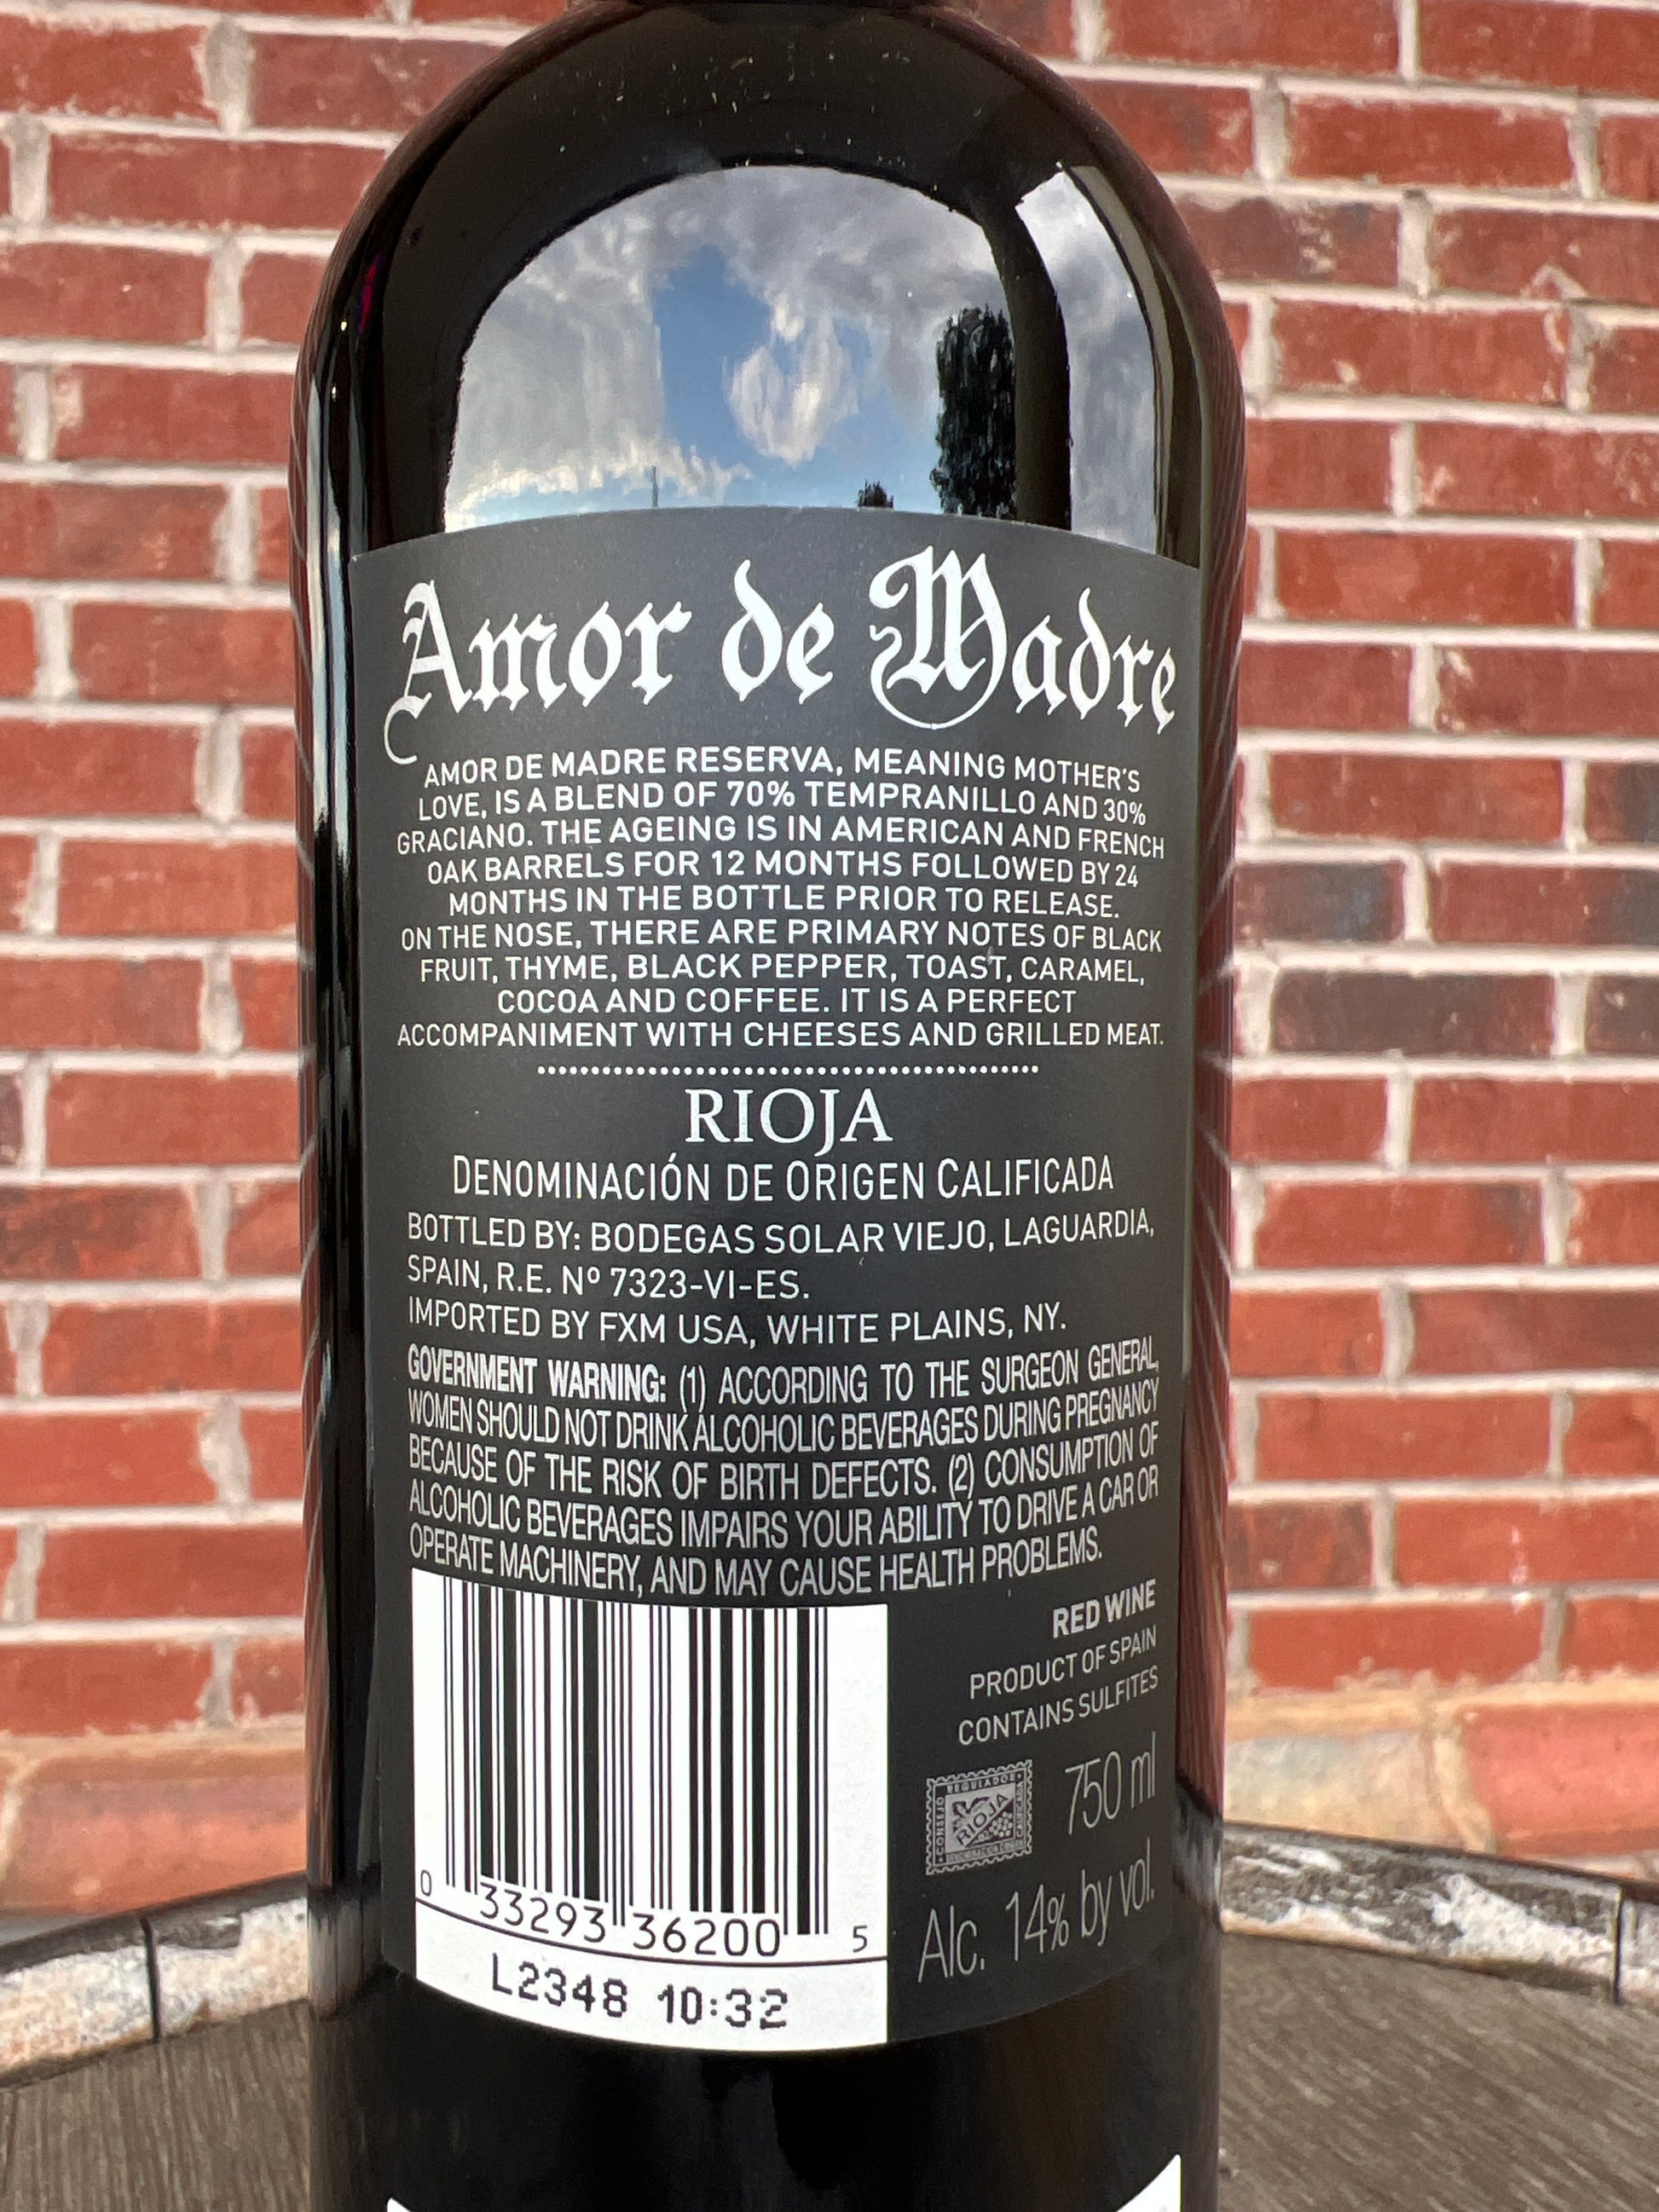 Amor de Madre
AMOR DE MADRE RESERVA, MEANING MOTHER'S
LOVE, IS A BLEND OF 70% TEMPRANILLO AND 30%
GRACIANO. THE AGEING IS IN AMERICAN AND FRENCH
OAK BARRELS FOR 12 MONTHS FOLLOWED BY 24
MONTHS IN THE BOTTLE PRIOR TO RELEASE.
ON THE NOSE, THERE ARE PRIMARY NOTES OF BLACK
FRUIT, THYME, BLACK PEPPER, TOAST, CARAMEL,
COCOA AND COFFEE. IT IS A PERFECT
ACCOMPANIMENT WITH CHEESES AND GRILLED MEAT.
RIOJA
DENOMINACIÓN DE ORIGEN CALIFICADA
BOTTLED BY: BODEGAS SOLAR VIEJO, LAGUARDIA,
SPAIN, R.E. Nº 7323-VI-ES.
IMPORTED BY FXM USA, WHITE PLAINS, NY.
GOVERNMENT WARNING: (1) ACCORDING TO THE SURGEON GENERAL,
WOMEN SHOULD NOT DRINK ALCOHOLIC BEVERAGES DURING PREGNANCY
BECAUSE OF THE RISK OF BIRTH DEFECTS. (2) CONSUMPTION OF
ALCOHOLIC BEVERAGES IMPAIRS YOUR ABILITY TO DRIVE A CAR OR
OPERATE MACHINERY, AND MAY CAUSE HEALTH PROBLEMS.
RED WINE
PRODUCT OF SPAIN
CONTAINS SULFITES
CONSEJO
REGULADOR
RIOJA
DENOMINACION ORIGEN
CALIFICADA
750 ml
Alc. 14% by vol.
0 33293 36200 5
L2348 10:32